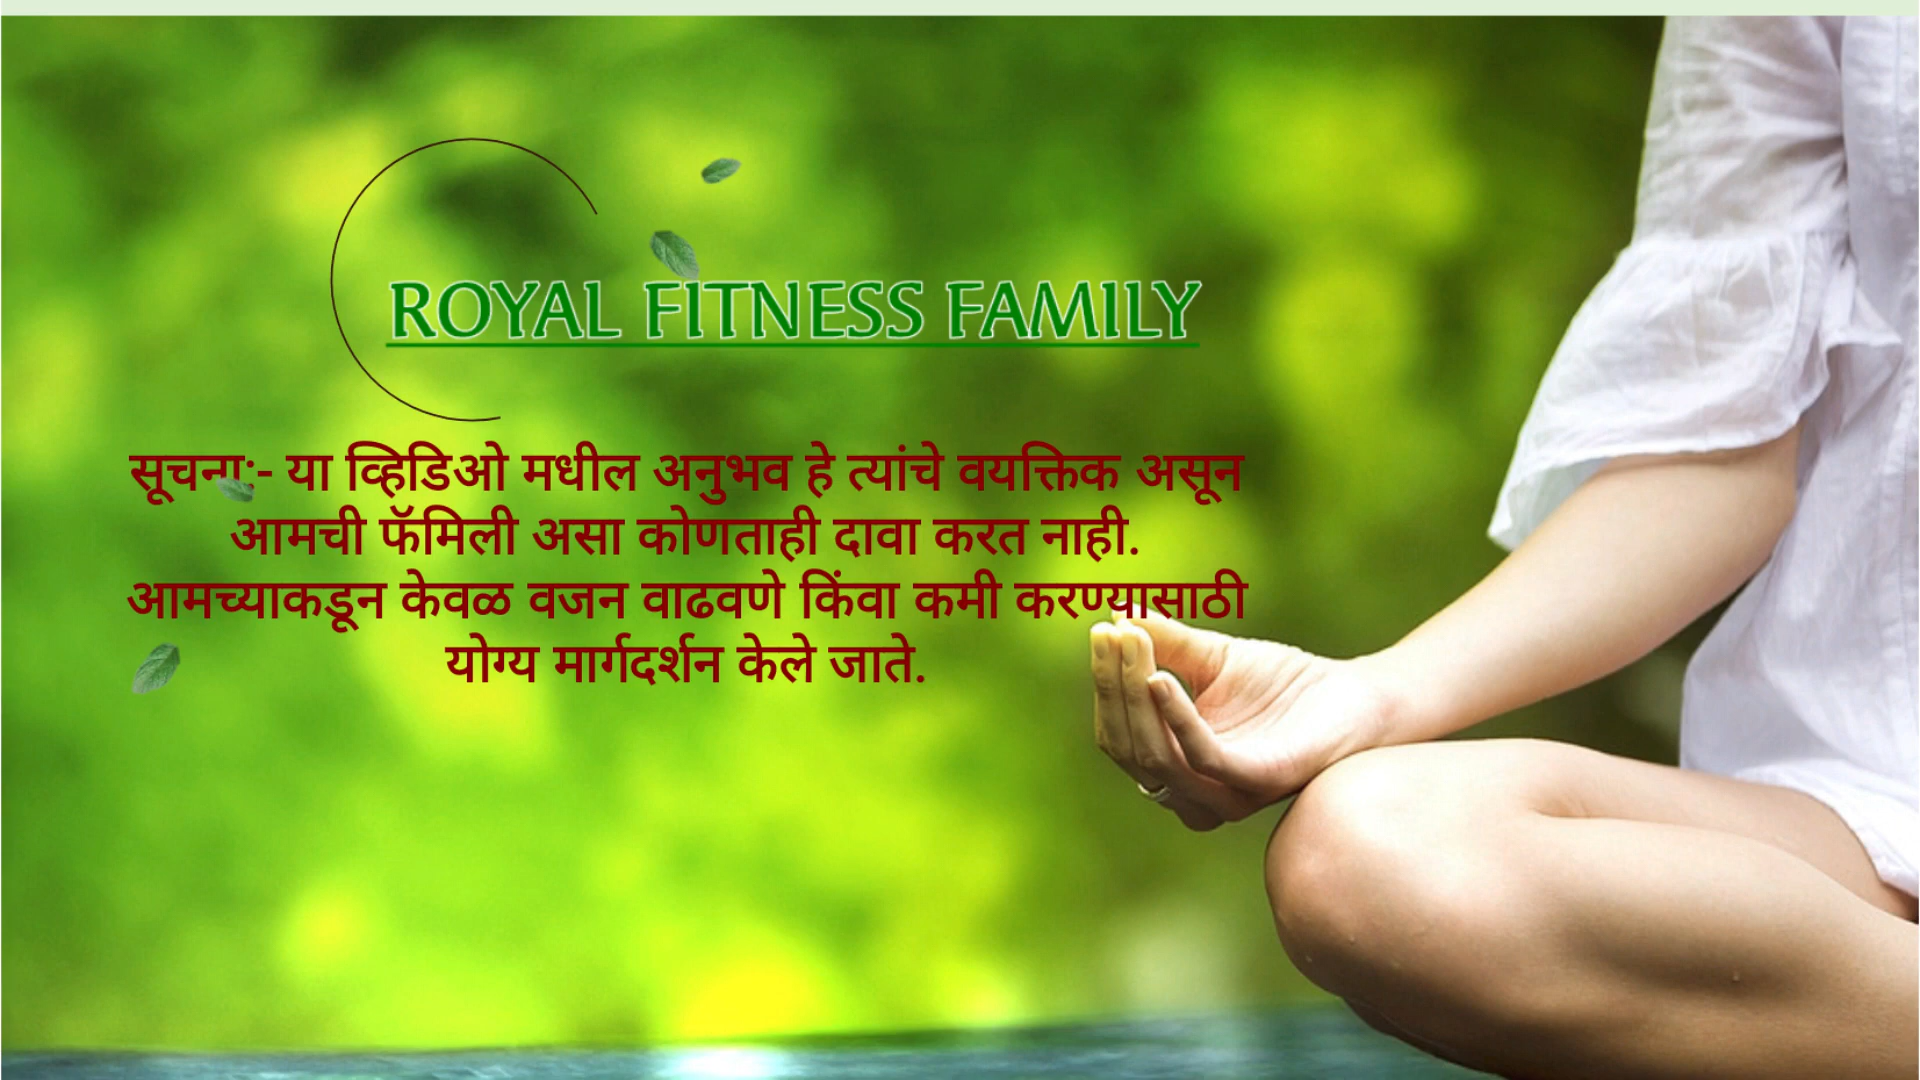 ROYAL FITNESS FAMILY
सूचना:- या व्हिडिओ मधील अनुभव हे त्यांचे वयक्तिक असून
आमची फॅमिली असा कोणताही दावा करत नाही.
आमच्याकडून केवळ वजन वाढवणे किंवा कमी करण्यासाठी
योग्य मार्गदर्शन केले जाते.